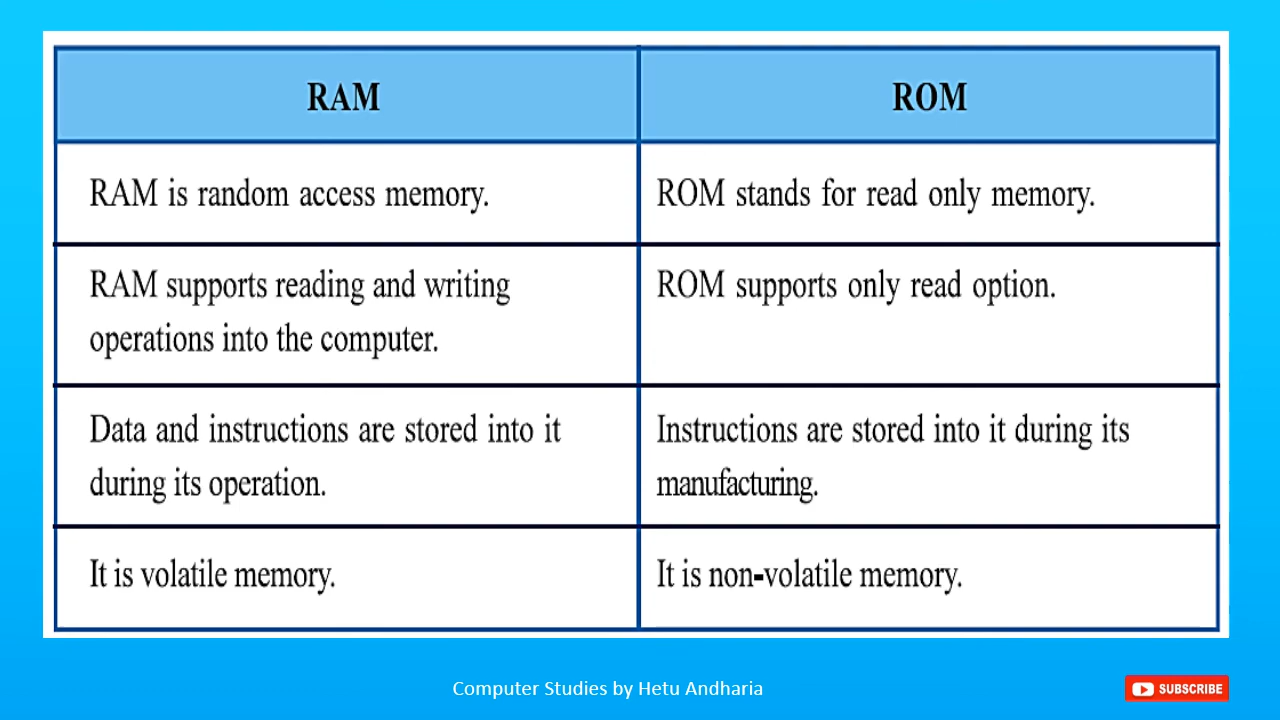 RAM
ROM
RAM is random access memory.
ROM stands for read only memory.
RAM supports reading and writing
operations into the computer.
ROM supports only read option.
Data and instructions are stored into it
during its operation.
Instructions are stored into it during its
manufacturing.
It is volatile memory.
It is non-volatile memory.
Computer Studies by Hetu Andharia
SUBSCRIBE